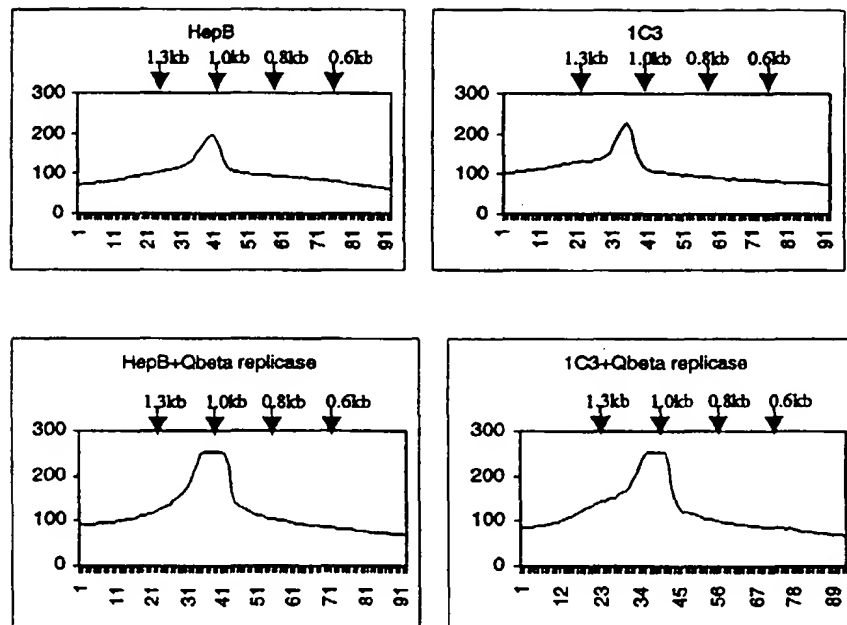 HepB
1.3kb 1.0kb 0.8kb 0.6kb
300
200
100
0
1 11 21 31 41 51 61 71 81 91
1C3
1.3kb 1.0kb 0.8kb 0.6kb
300
200
100
0
1 11 21 31 41 51 61 71 81 91
HepB+Qbeta replicase
1.3kb 1.0kb 0.8kb 0.6kb
300
200
100
0
1 11 21 31 41 51 61 71 81 91
1C3+Qbeta replicase
1.3kb 1.0kb 0.8kb 0.6kb
300
200
100
0
1 12 23 34 45 56 67 78 89